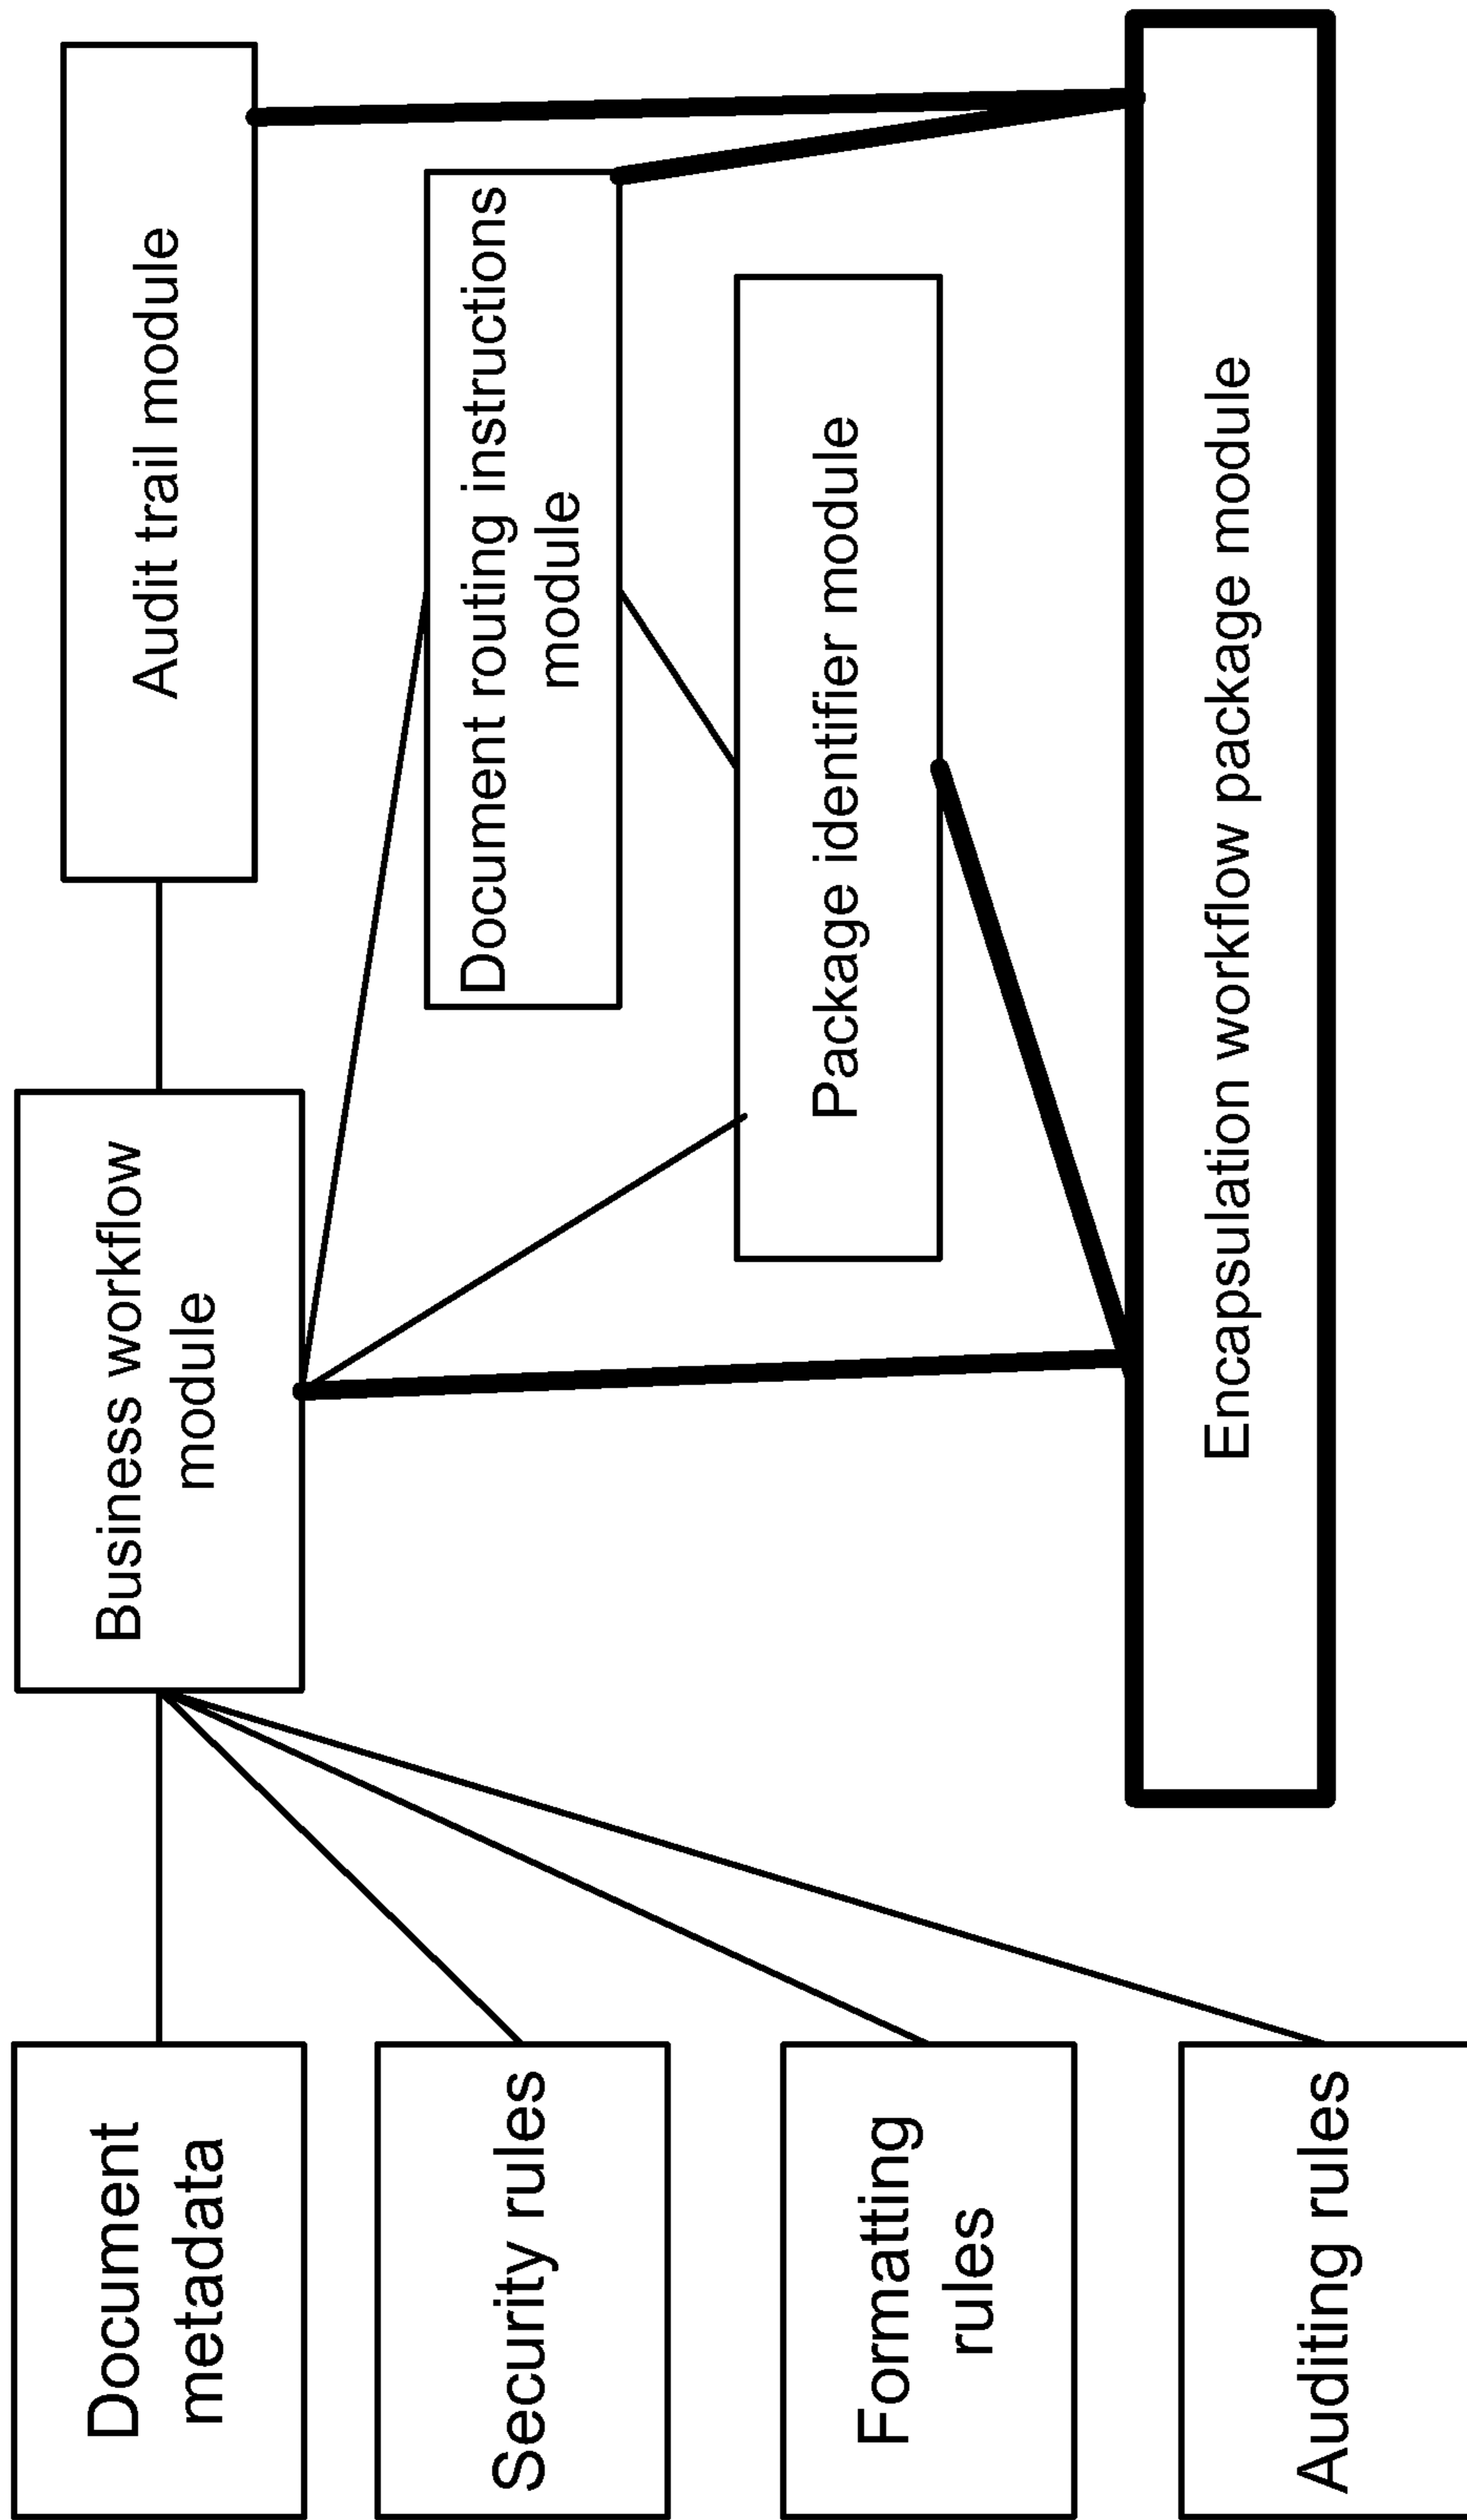 Document
metadata
Security rules
Formatting
rules
Auditing rules
Business workflow
module
Audit trail module
Document routing instructions
module
Package identifier module
Encapsulation workflow package module